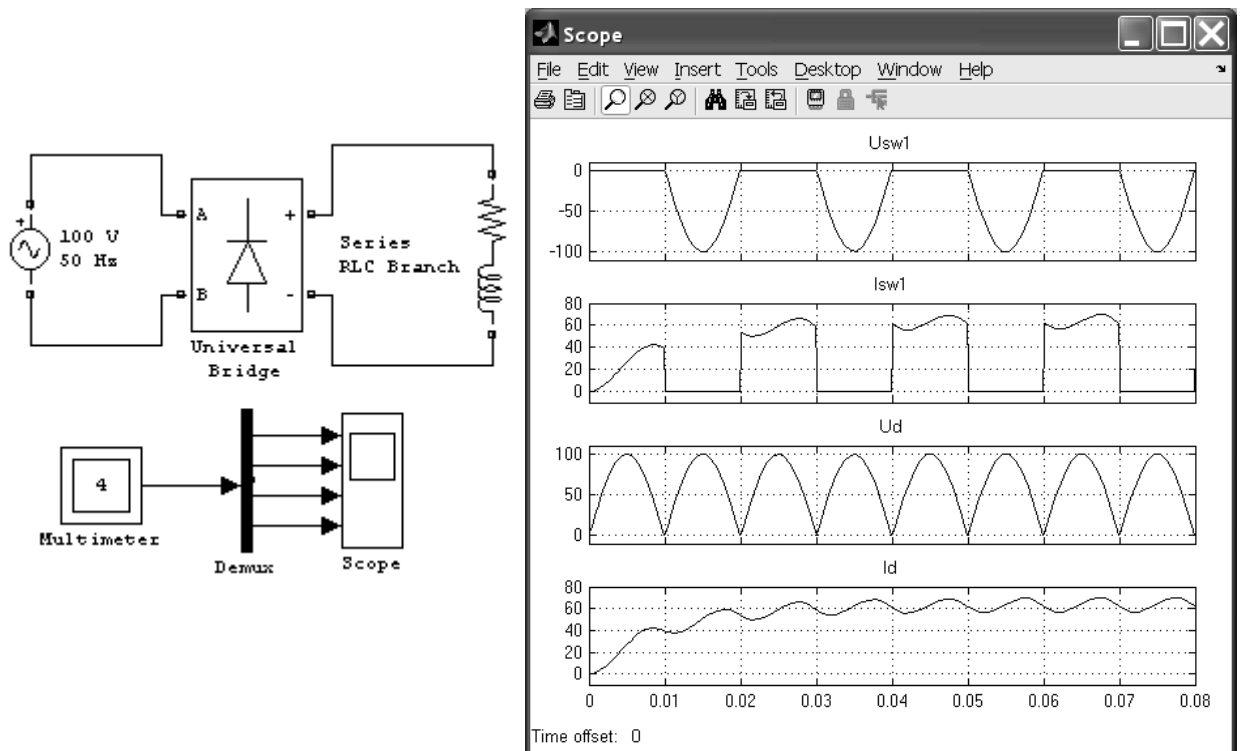 +
100 V
50 Hz
A
B
+
-
Universal
Bridge
Series
RLC Branch
4
Multimeter
Demux
Scope
Scope
File Edit View Insert Tools Desktop Window Help
Usw1
0
-50
-100
Isw1
80
60
40
20
0
Ud
100
50
0
Id
80
60
40
20
0
0 0.01 0.02 0.03 0.04 0.05 0.06 0.07 0.08
Time offset: 0